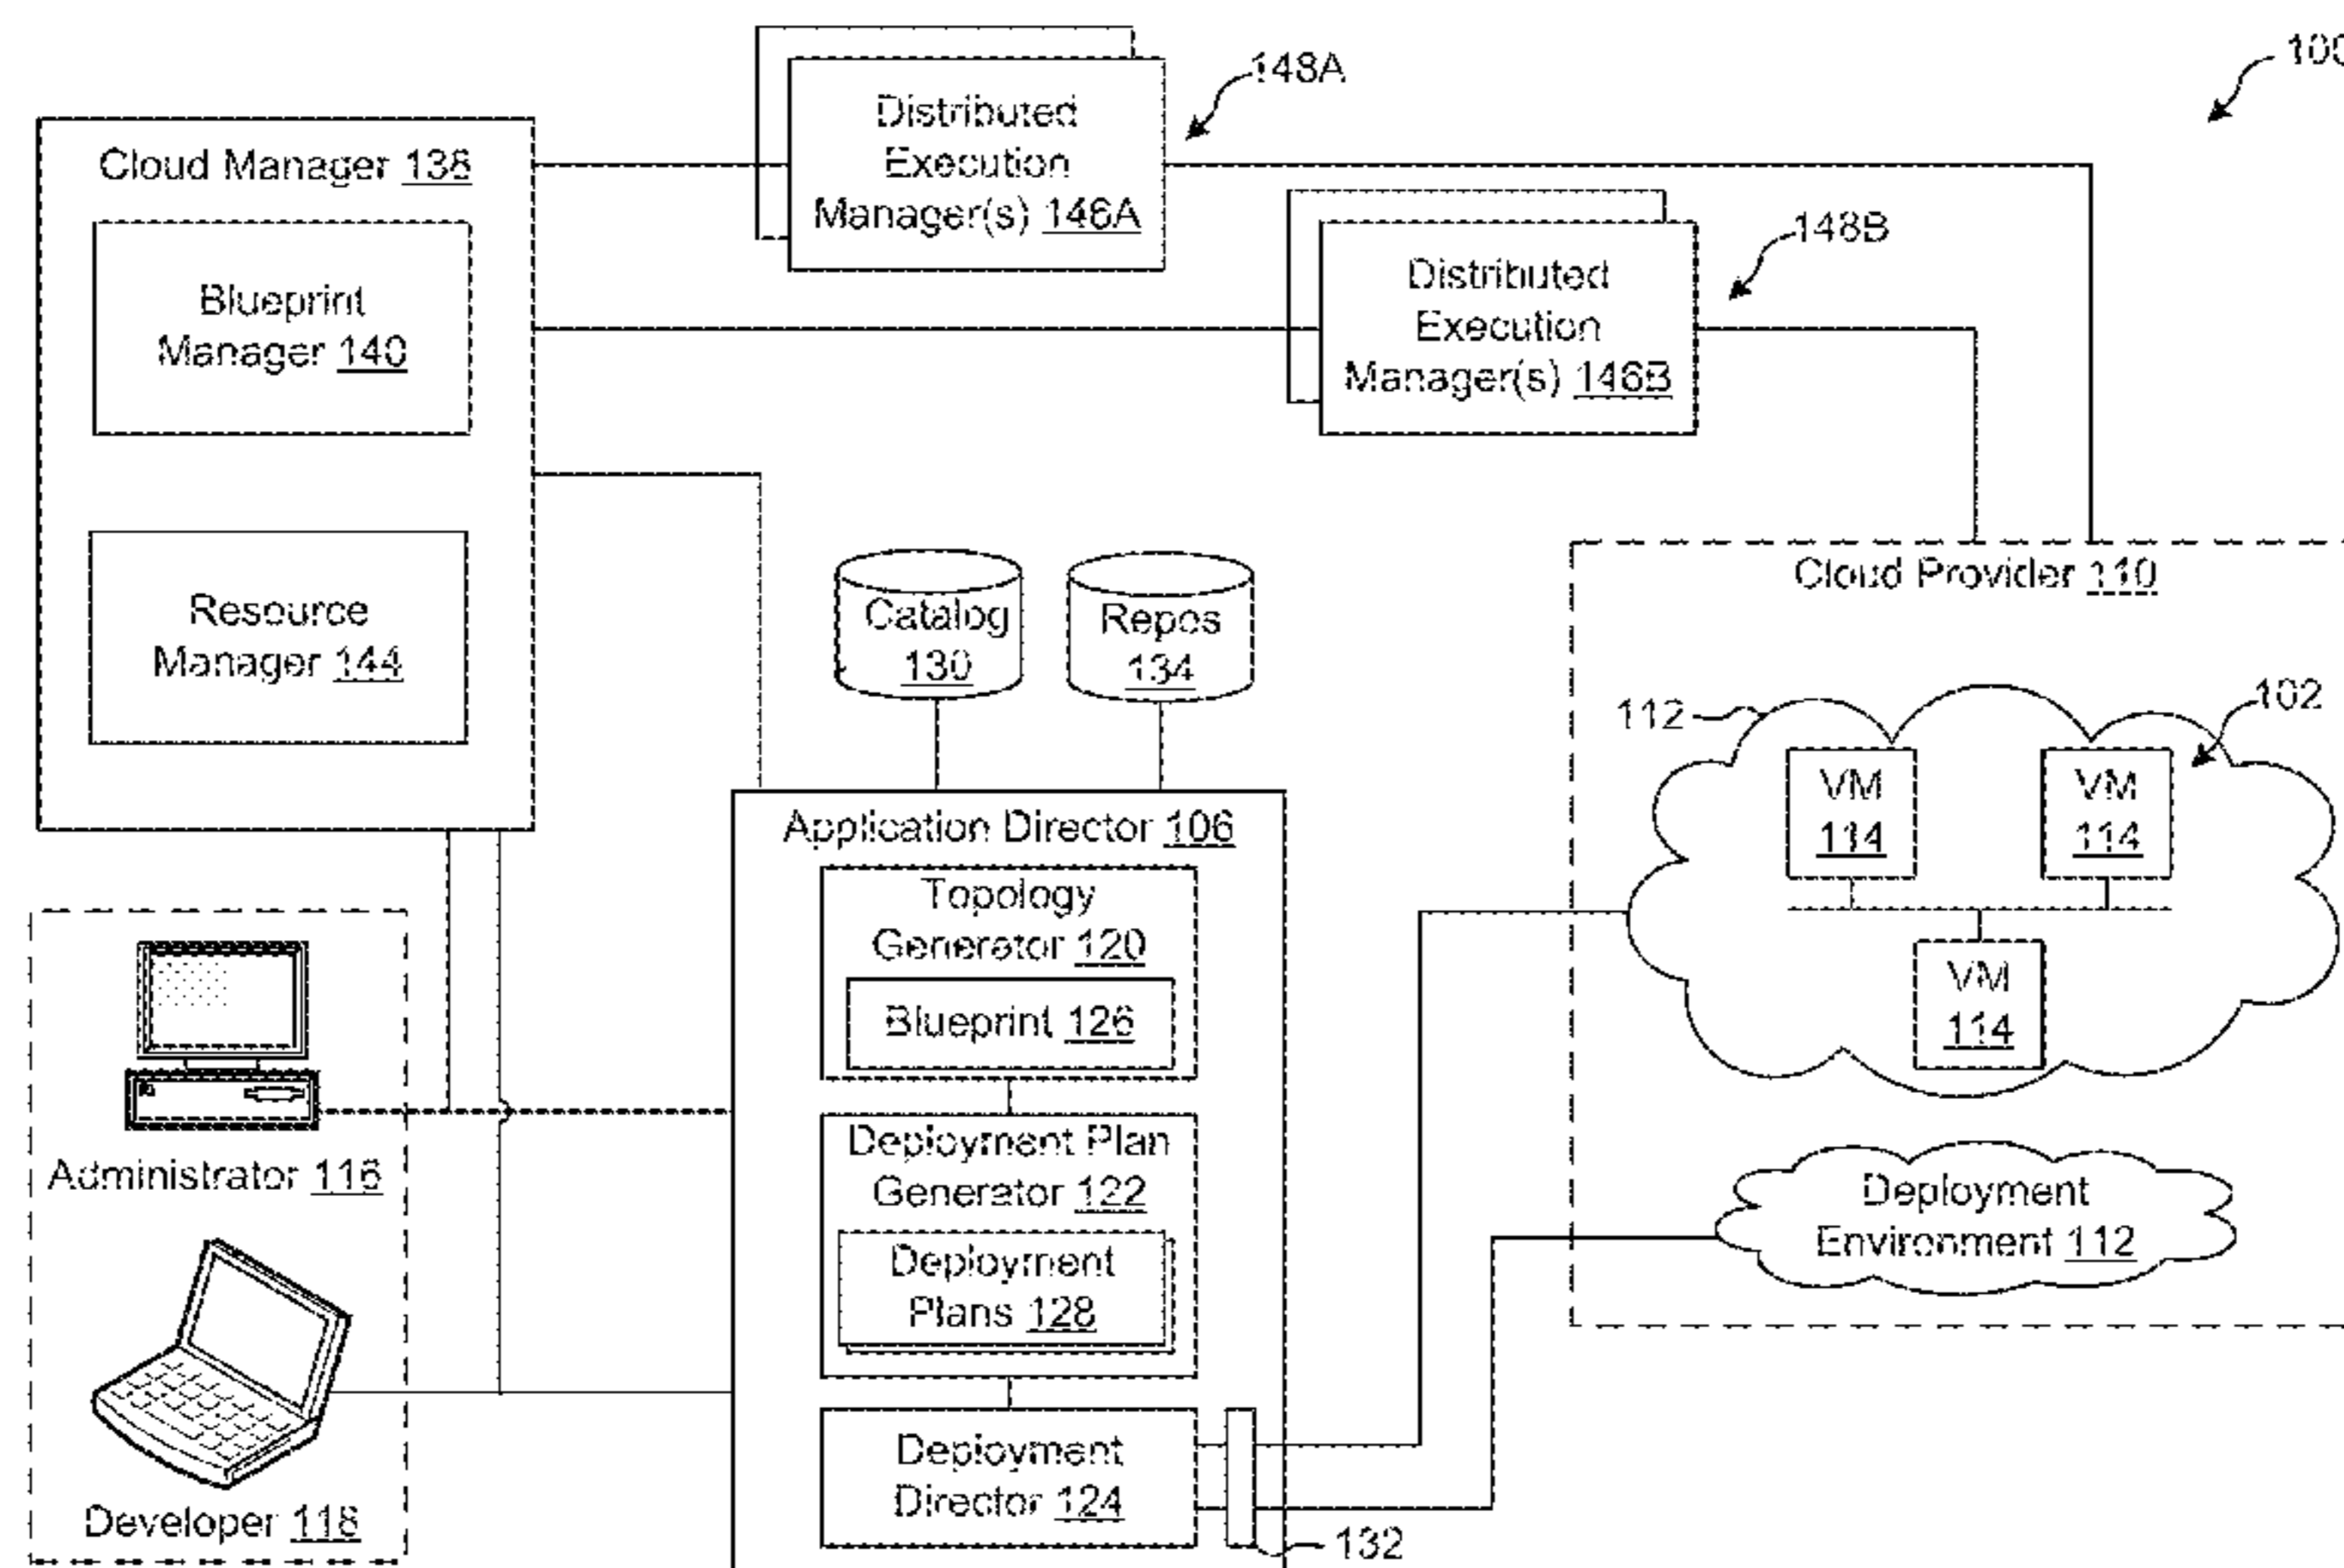 100
148A
Distributed
Execution
Manager(s) 146A
Cloud Manager 138
Blueprint
Manager 140
148B
Distributed
Execution
Manager(s) 146B
Resource
Manager 144
Catalog
130
Repos
134
Cloud Provider 110
112
102
VM
114
VM
114
VM
114
Application Director 106
Topology
Generator 120
Blueprint 126
Deployment Plan
Generator 122
Deployment
Plans 128
Deployment
Director 124
132
Administrator 116
Developer 118
Deployment
Environment 112